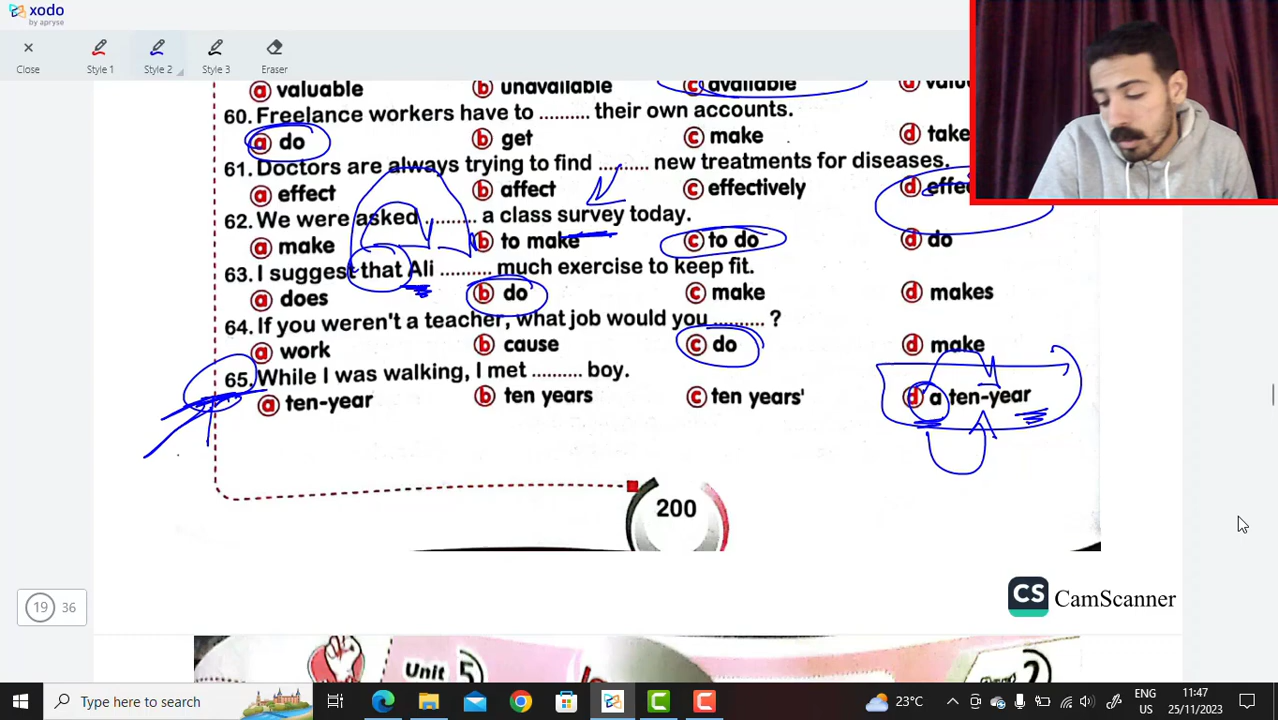 xodo
by apryse
Close
Style 1
Style 2
Style 3
Eraser
a valuable b unavailable c available d
60. Freelance workers have to .......... their own accounts.
a do b get c make d take
61. Doctors are always trying to find .......... new treatments for diseases.
a effect b affect c effectively d
62. We were asked .......... a class survey today.
a make b to make c to do d do
63. I suggest that Ali .......... much exercise to keep fit.
a does b do c make d makes
64. If you weren't a teacher, what job would you .......... ?
a work b cause c do d make
65. While I was walking, I met .......... boy.
a ten-year b ten years c ten years' d a ten-year
200
CS CamScanner
19 36
Unit 5
Type here to search
23°C
ENG
US
11:47
25/11/2023